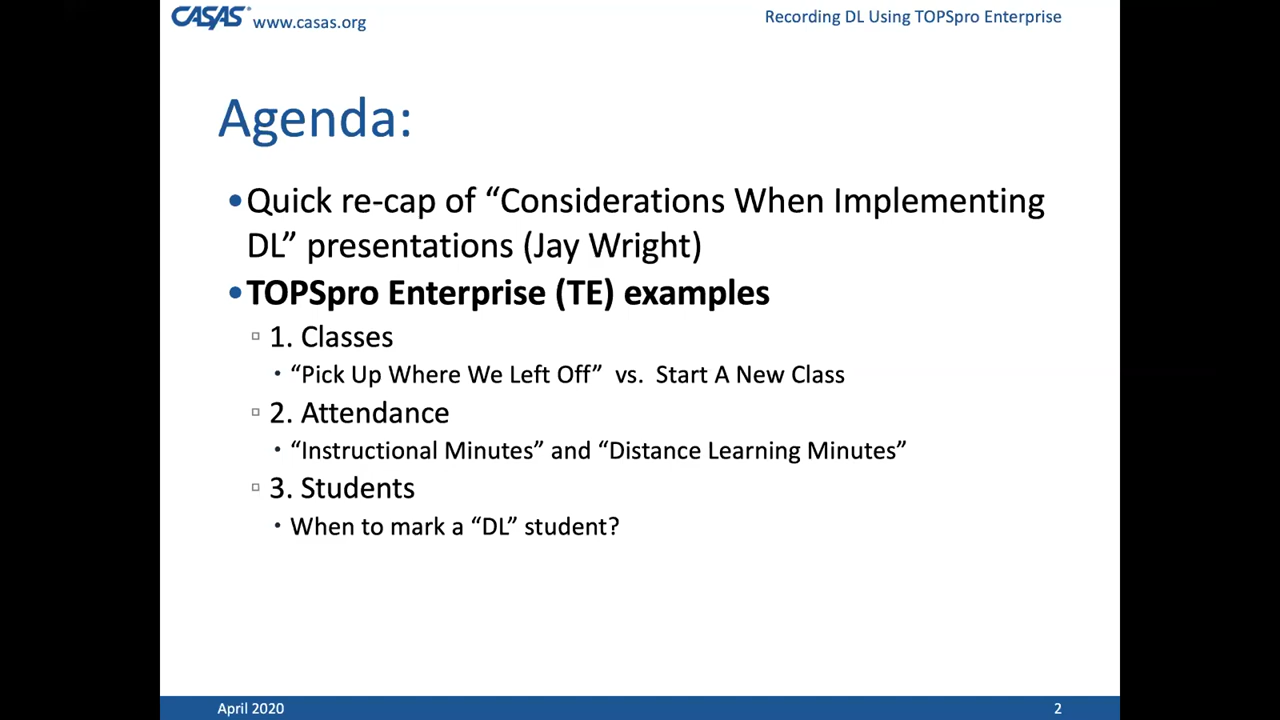 CASAS® www.casas.org
Recording DL Using TOPSpro Enterprise
Agenda:
•Quick re-cap of “Considerations When Implementing
DL” presentations (Jay Wright)
•TOPSpro Enterprise (TE) examples
▫ 1. Classes
• “Pick Up Where We Left Off” vs. Start A New Class
▫ 2. Attendance
• “Instructional Minutes” and “Distance Learning Minutes”
▫ 3. Students
• When to mark a “DL” student?
April 2020
2